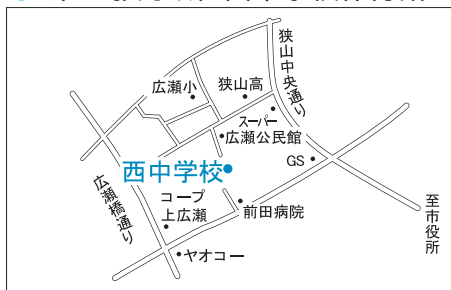 狭山中央通り
広瀬小
狭山高
スーパー
広瀬公民館
GS
西中学校
コープ
上広瀬
前田病院
広瀬橋通り
ヤオコー
至市役所